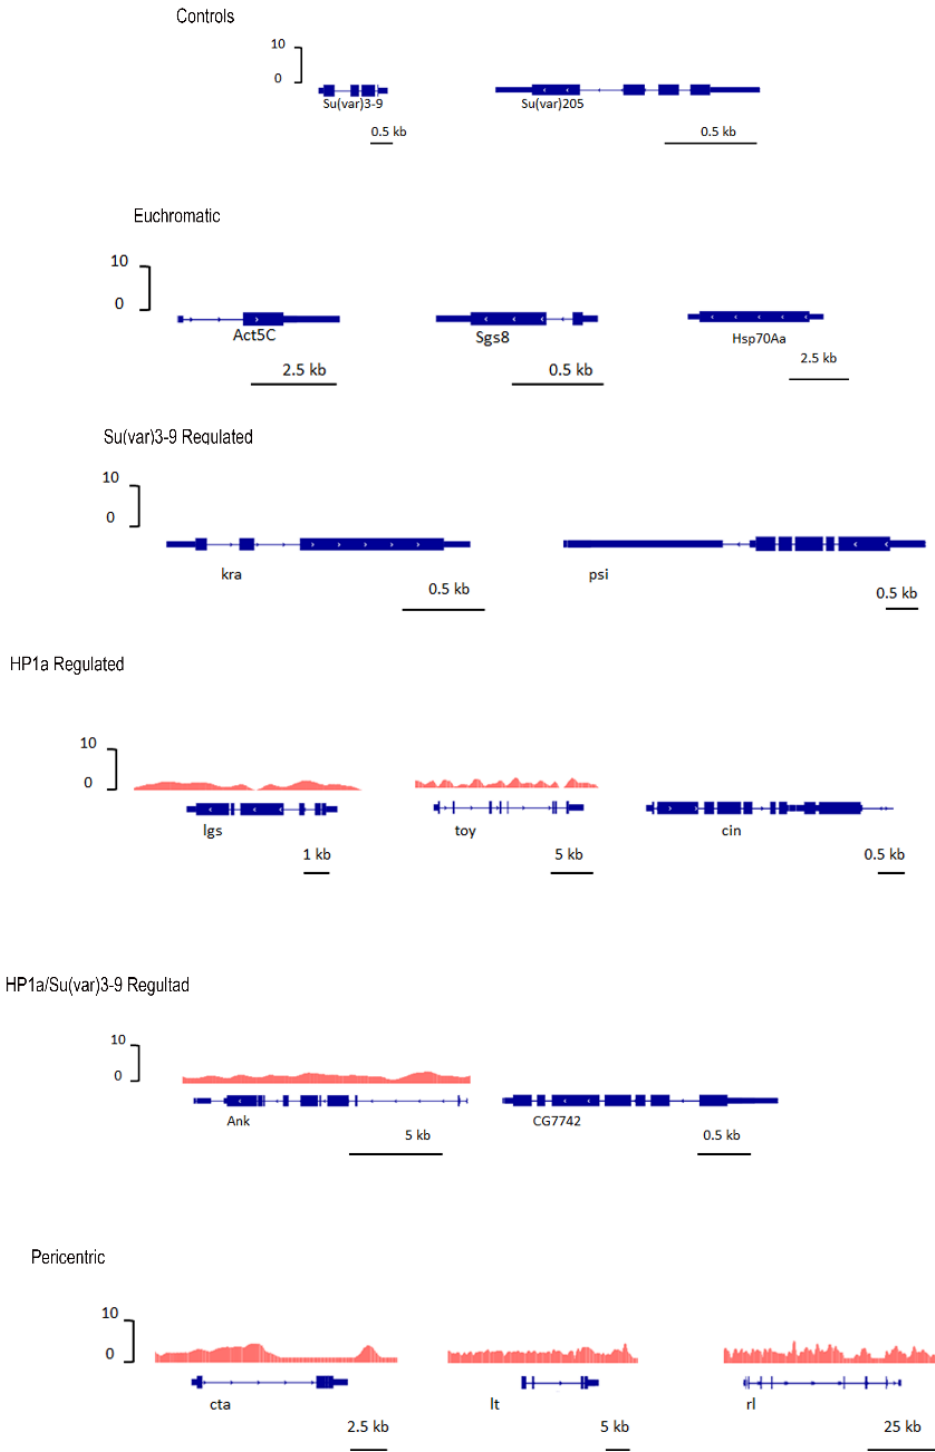 Controls
10
0
Su(var)3-9
Su(var)205
0.5 kb
0.5 kb
Euchromatic
10
0
Act5C
Sgs8
Hsp70Aa
2.5 kb
0.5 kb
2.5 kb
Su(var)3-9 Regulated
10
0
kra
psi
0.5 kb
0.5 kb
HP1a Regulated
10
0
lgs
toy
cin
1 kb
5 kb
0.5 kb
HP1a/Su(var)3-9 Regultad
10
0
Ank
CG7742
5 kb
0.5 kb
Pericentric
10
0
cta
lt
rl
2.5 kb
5 kb
25 kb